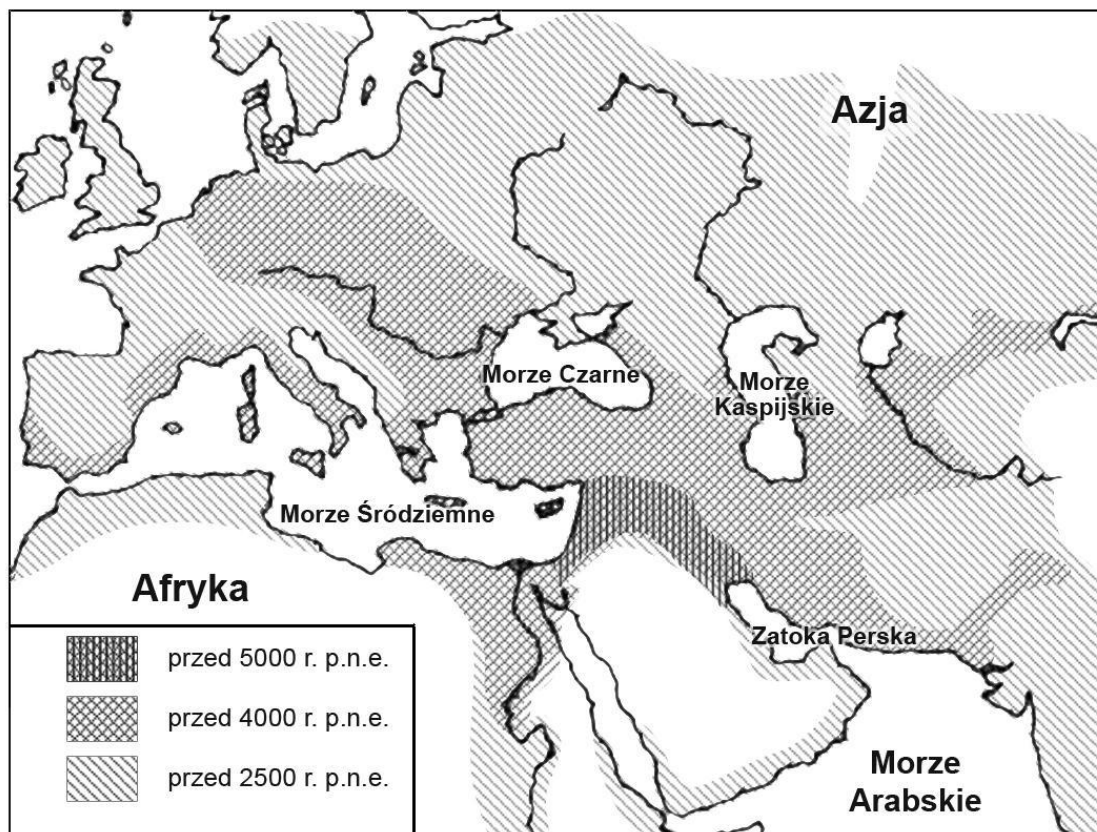 Azja
Morze Czarne
Morze
Kaspijskie
Morze Śródziemne
Afryka
Zatoka Perska
przed 5000 r. p.n.e.
przed 4000 r. p.n.e.
przed 2500 r. p.n.e.
Morze
Arabskie